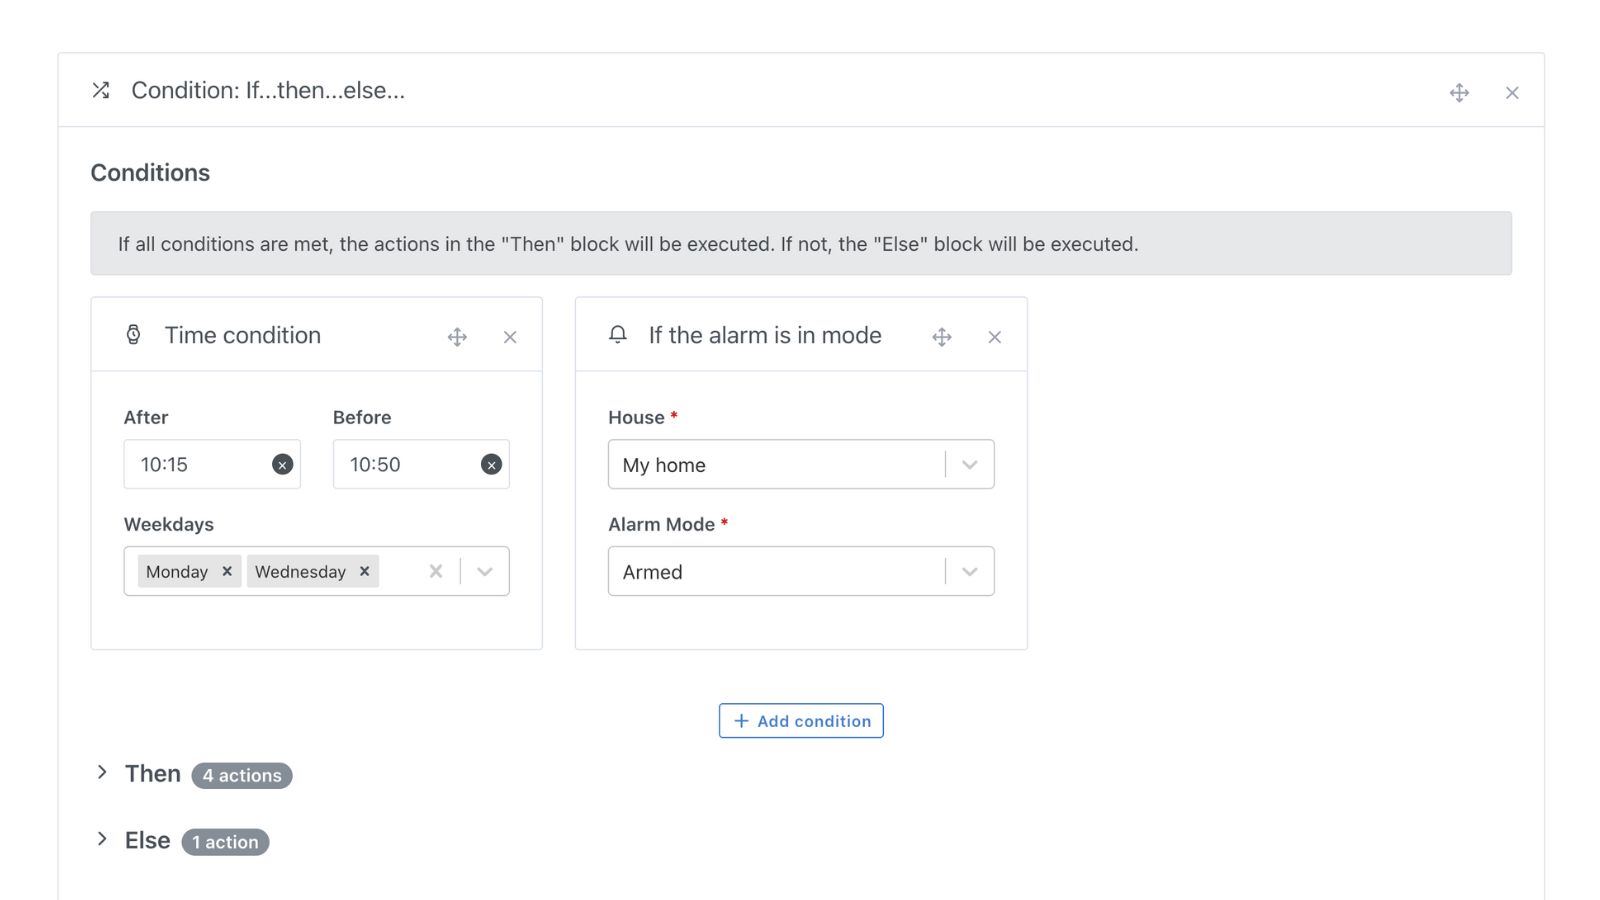 Condition: If...then...else...
Conditions
If all conditions are met, the actions in the "Then" block will be executed. If not, the "Else" block will be executed.
Time condition
After
Before
10:15
10:50
Weekdays
Monday
Wednesday
If the alarm is in mode
House *
My home
Alarm Mode *
Armed
Add condition
Then 4 actions
Else 1 action